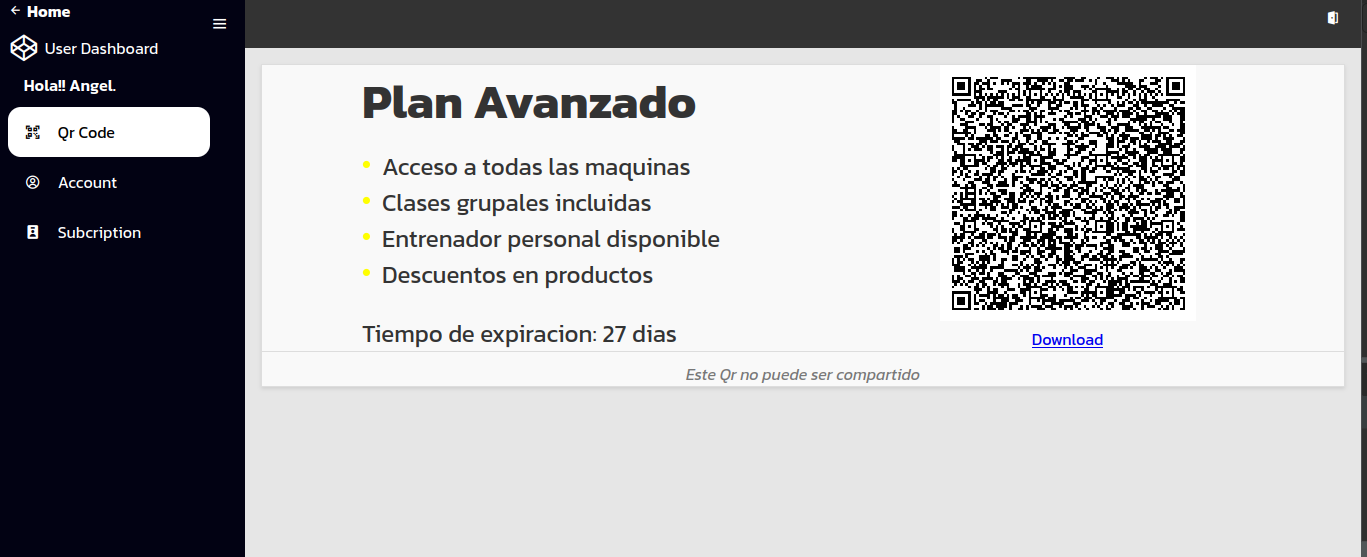 Home
User Dashboard
Hola!! Angel.
Qr Code
Account
Subcription
Plan Avanzado
Acceso a todas las maquinas
Clases grupales incluidas
Entrenador personal disponible
Descuentos en productos
Tiempo de expiracion: 27 dias
Download
Este Qr no puede ser compartido